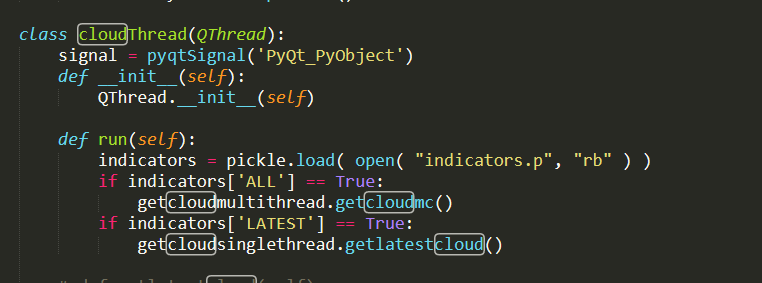 class cloudThread(QThread):
signal = pyqtSignal('PyQt_PyObject')
def __init__(self):
QThread.__init__(self)
def run(self):
indicators = pickle.load( open( "indicators.p", "rb" ) )
if indicators['ALL'] == True:
getcloudmultithread.getcloudmc()
if indicators['LATEST'] == True:
getcloudsinglethread.getlatestcloud()